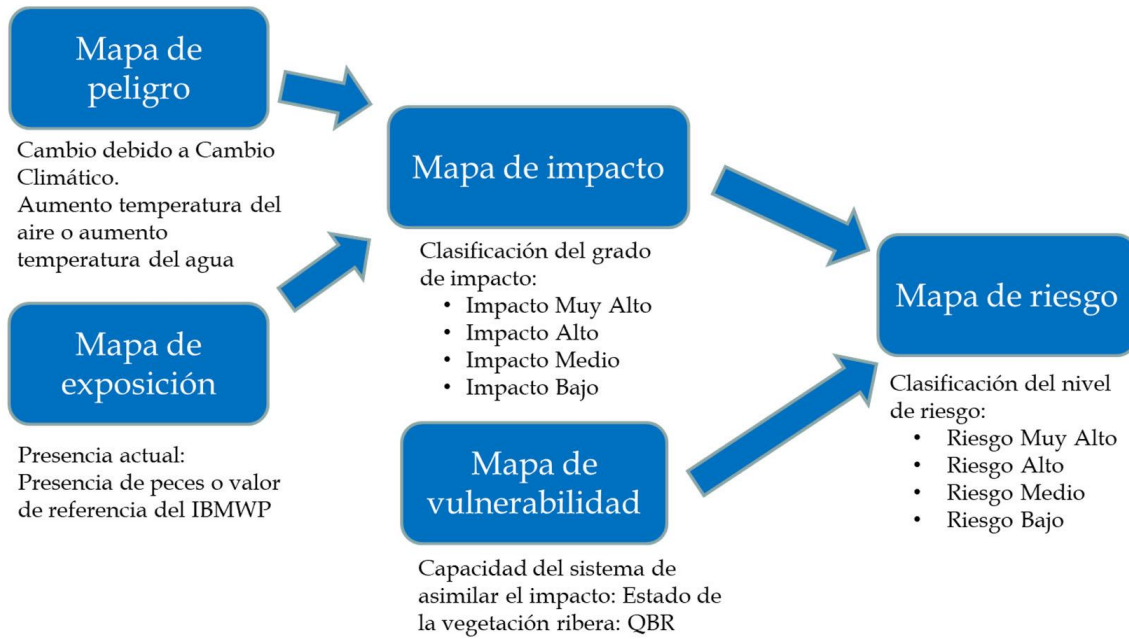 Mapa de
peligro
Cambio debido a Cambio
Climático.
Aumento temperatura del
aire o aumento
temperatura del agua
Mapa de
exposición
Presencia actual:
Presencia de peces o valor
de referencia del IBMWP
Mapa de impacto
Clasificación del grado
de impacto:
• Impacto Muy Alto
• Impacto Alto
• Impacto Medio
• Impacto Bajo
Mapa de
vulnerabilidad
Capacidad del sistema de
asimilar el impacto: Estado de
la vegetación ribera: QBR
Mapa de riesgo
Clasificación del nivel
de riesgo:
• Riesgo Muy Alto
• Riesgo Alto
• Riesgo Medio
• Riesgo Bajo